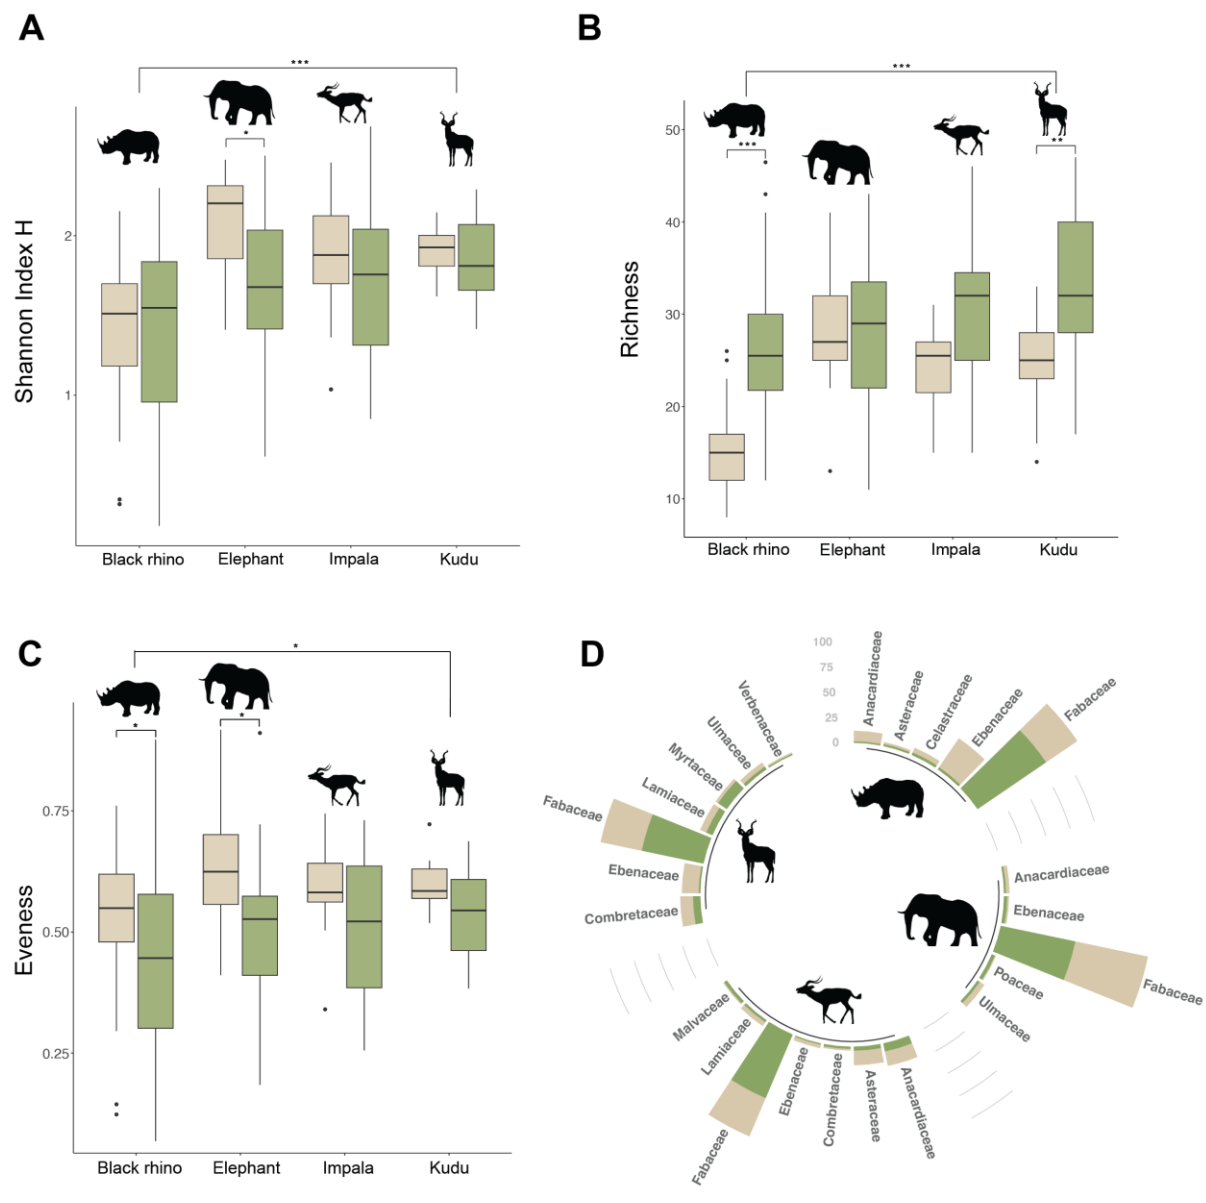 A
***
*
Shannon Index H
2
1
Black rhino
Elephant
Impala
Kudu
B
***
***
**
Richness
50
40
30
20
10
Black rhino
Elephant
Impala
Kudu
C
*
*
*
Eveness
0.75
0.50
0.25
Black rhino
Elephant
Impala
Kudu
D
100
75
50
25
0
Anacardiaceae
Asteraceae
Celastraceae
Ebenaceae
Fabaceae
Anacardiaceae
Ebenaceae
Fabaceae
Poaceae
Ulmaceae
Anacardiaceae
Asteraceae
Combretaceae
Ebenaceae
Fabaceae
Lamiaceae
Malvaceae
Combretaceae
Ebenaceae
Fabaceae
Lamiaceae
Myrtaceae
Ulmaceae
Verbenaceae